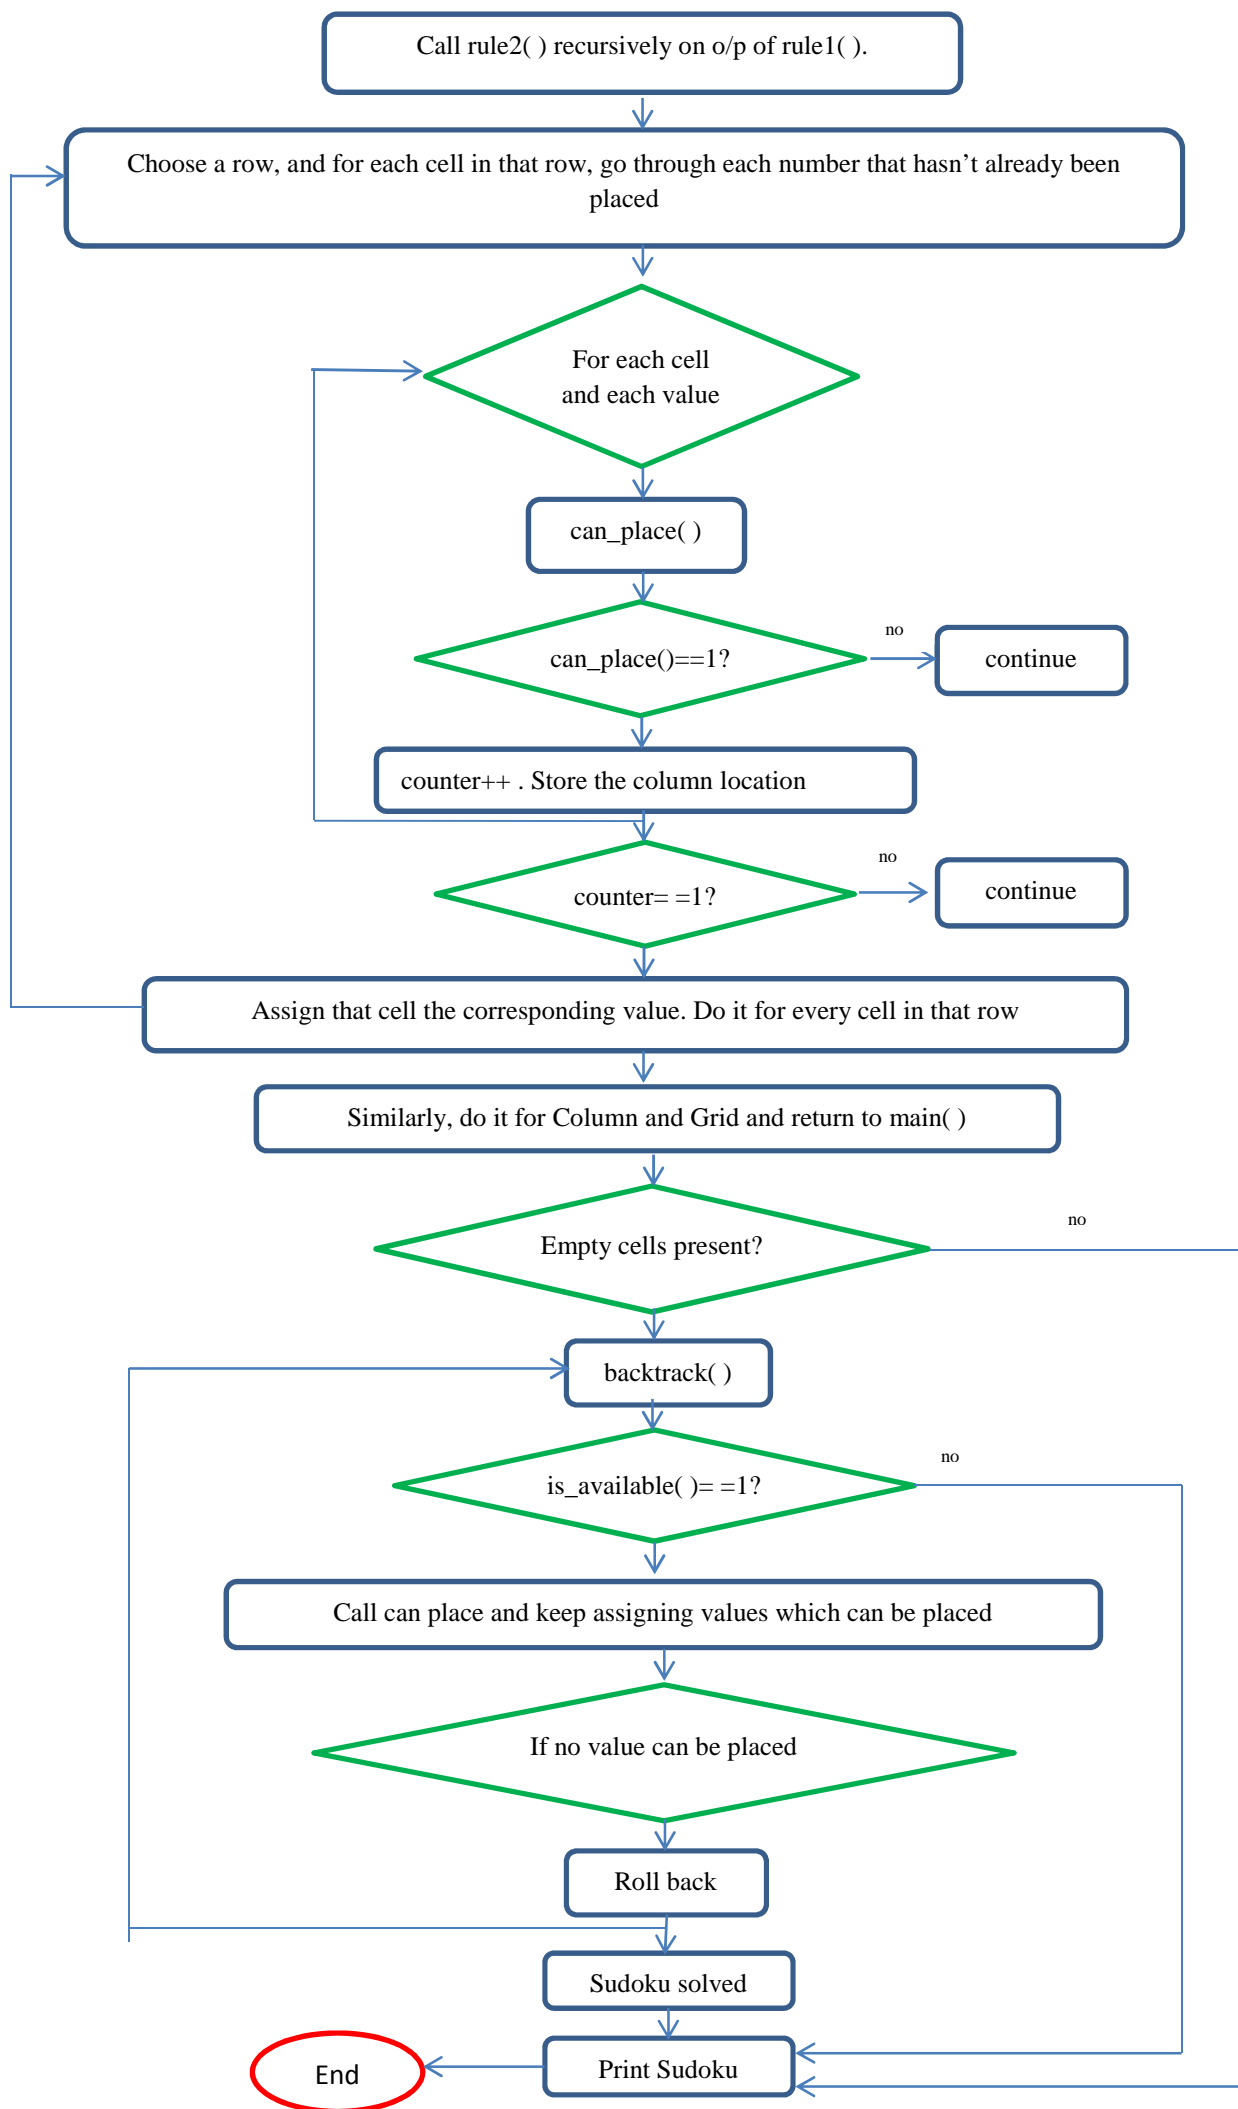 Call rule2( ) recursively on o/p of rule1( ).
Choose a row, and for each cell in that row, go through each number that hasn’t already been
placed
For each cell
and each value
can_place( )
can_place()==1?
no
continue
counter++ . Store the column location
counter= =1?
no
continue
Assign that cell the corresponding value. Do it for every cell in that row
Similarly, do it for Column and Grid and return to main( )
Empty cells present?
no
backtrack( )
is_available( )= =1?
no
Call can place and keep assigning values which can be placed
If no value can be placed
Roll back
Sudoku solved
Print Sudoku
End